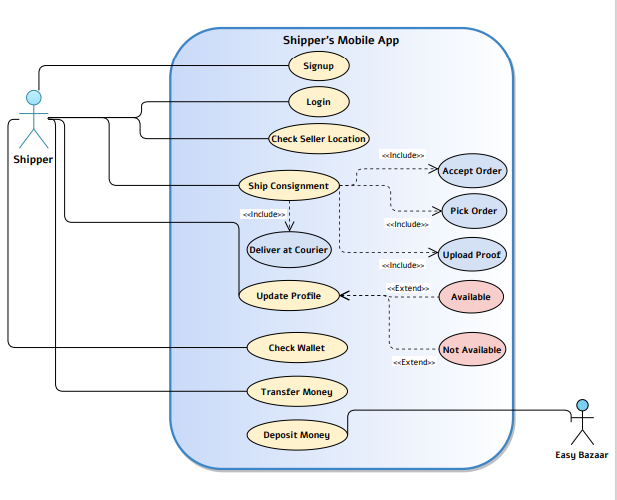 Shipper's Mobile App
Signup
Login
Check Seller Location
Shipper
<<Include>>
Accept Order
Ship Consignment
<<Include>>
Pick Order
<<Include>>
Deliver at Courier
Upload Proof
<<Include>>
<<Extend>>
Update Profile
Available
Check Wallet
Not Available
<<Extend>>
Transfer Money
Deposit Money
Easy Bazaar